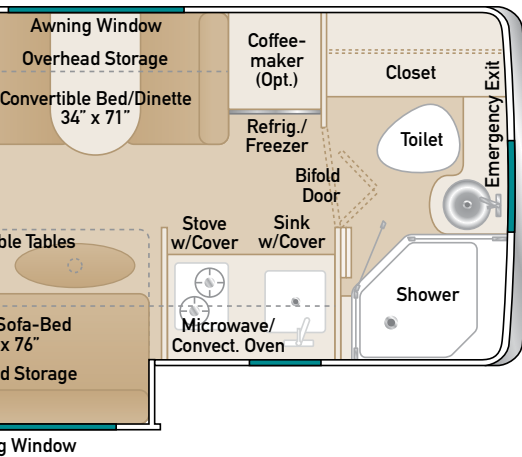 Awning Window
Overhead Storage
Convertible Bed/Dinette
34” x 71”
Coffee-
maker
(Opt.)
Refrig./
Freezer
Closet
Emergency Exit
Toilet
Bifold
Door
Stove
w/Cover
Sink
w/Cover
ble Tables
Shower
Microwave/
Convect. Oven
Sofa-Bed
x 76”
d Storage
g Window